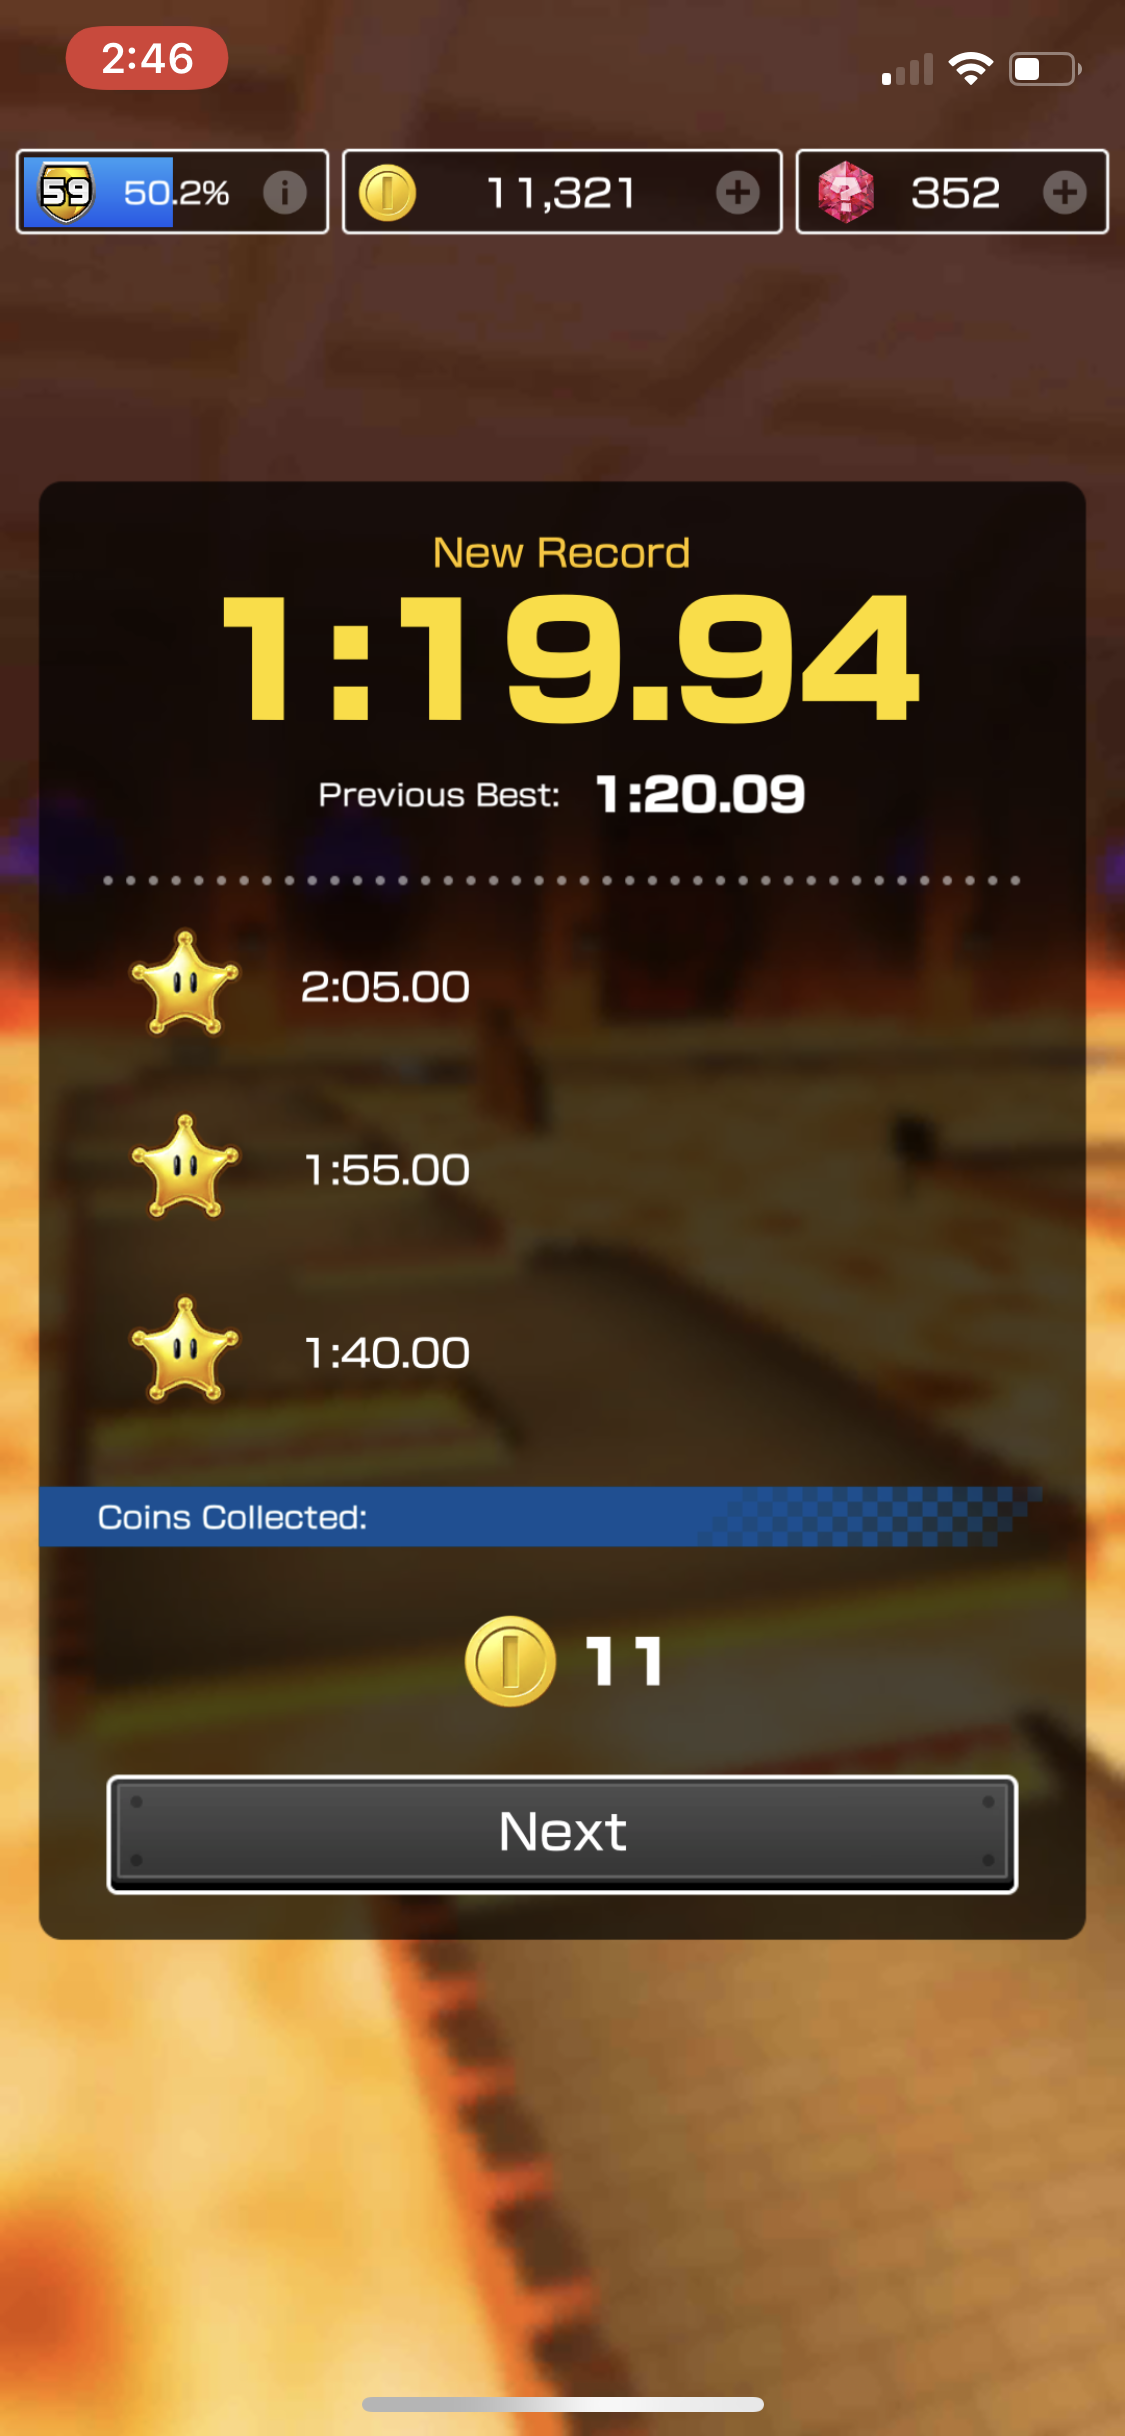 2:46
59 50.2% i 11,321 + ? 352 +
New Record
1:19.94
Previous Best: 1:20.09
2:05.00
1:55.00
1:40.00
Coins Collected:
11
Next